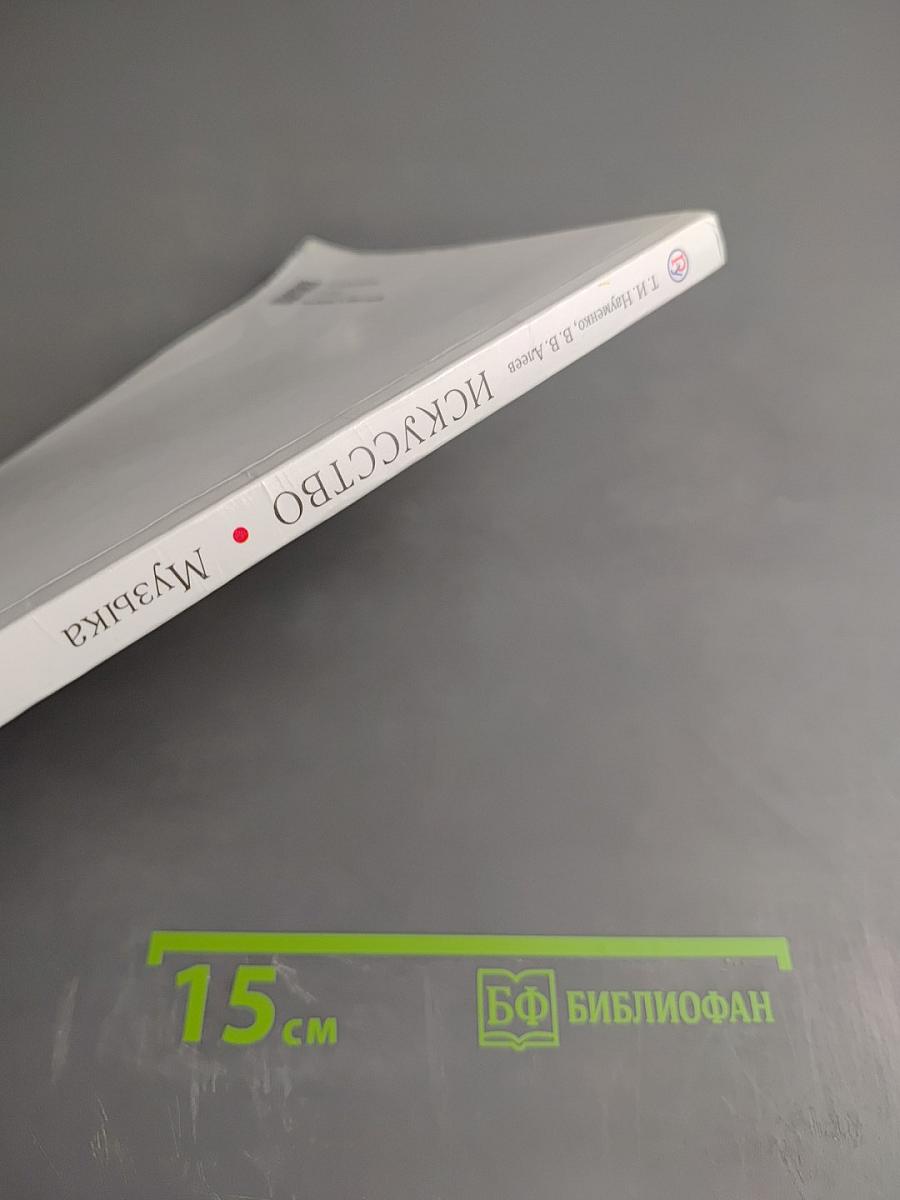 Т. И. Науменко, В. В. Алеев
ИСКУССТВО • Музыка
15 см
БФ БИБЛИОФАН